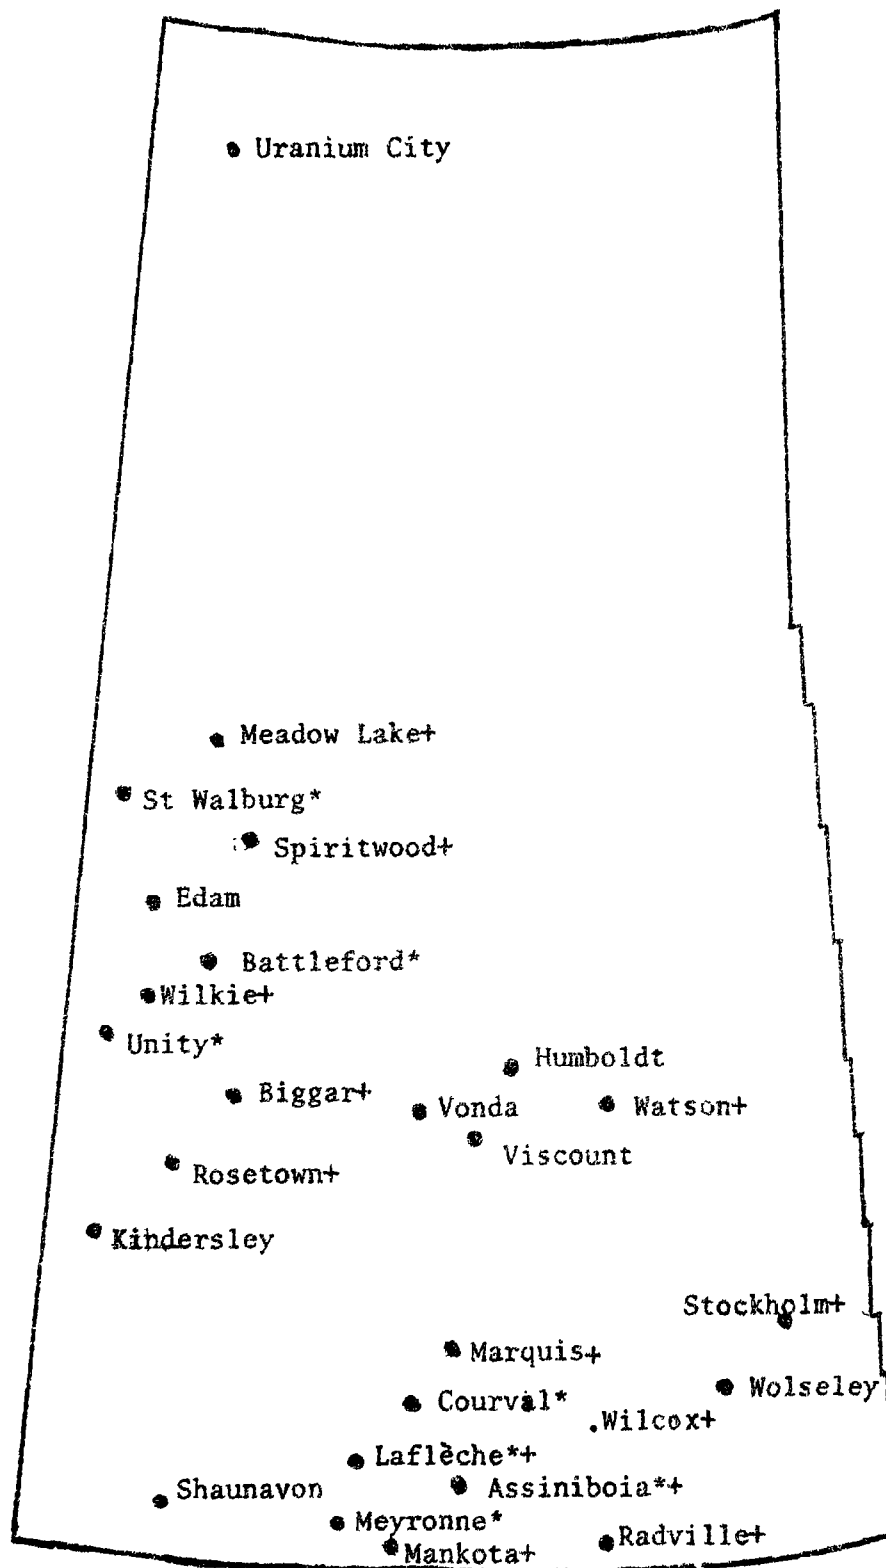 Uranium City
Meadow Lake+
St Walburg*
Spiritwood+
Edam
Battleford*
Wilkie+
Unity*
Humboldt
Biggar+
Vonda
Watson+
Viscount
Rosetown+
Kindersley
Stockholm+
Marquis+
Wolseley
Courval*
Wilcox+
Laflèche*+
Shaunavon
Assiniboia*+
Meyronne*
Radville+
Mankota+